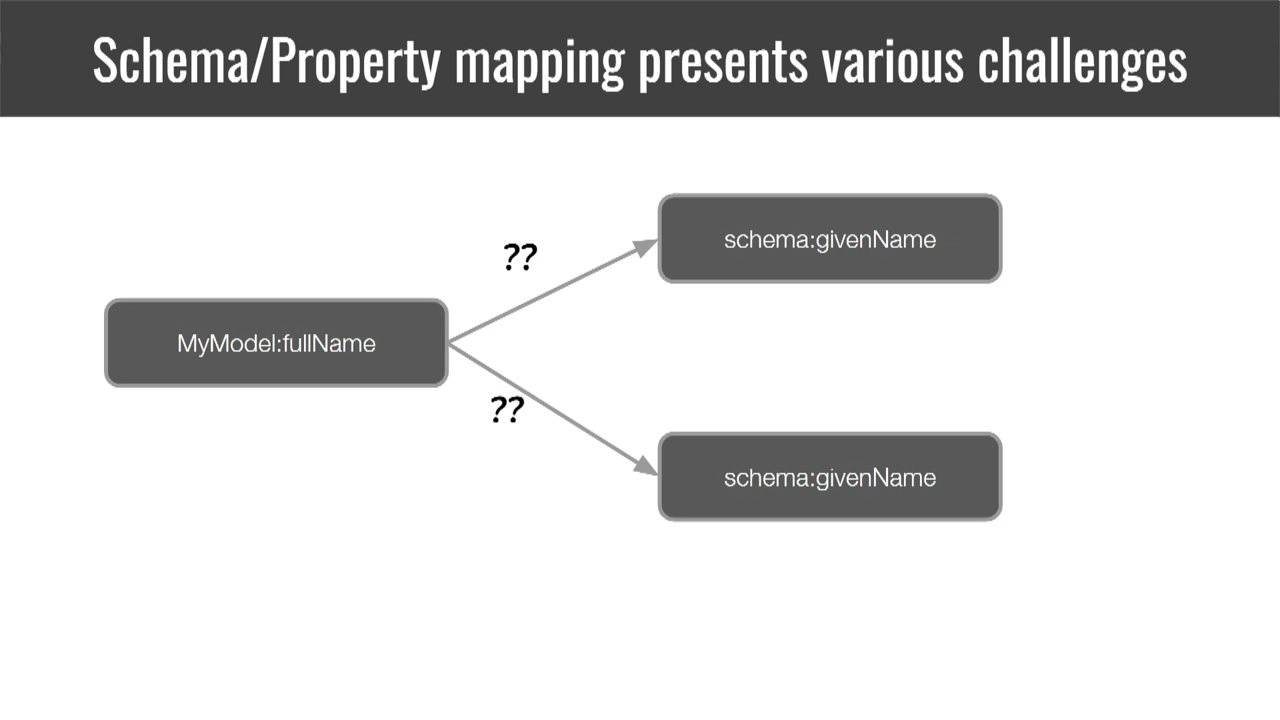 Schema/Property mapping presents various challenges
??
schema:givenName
MyModel:fullName
??
schema:givenName